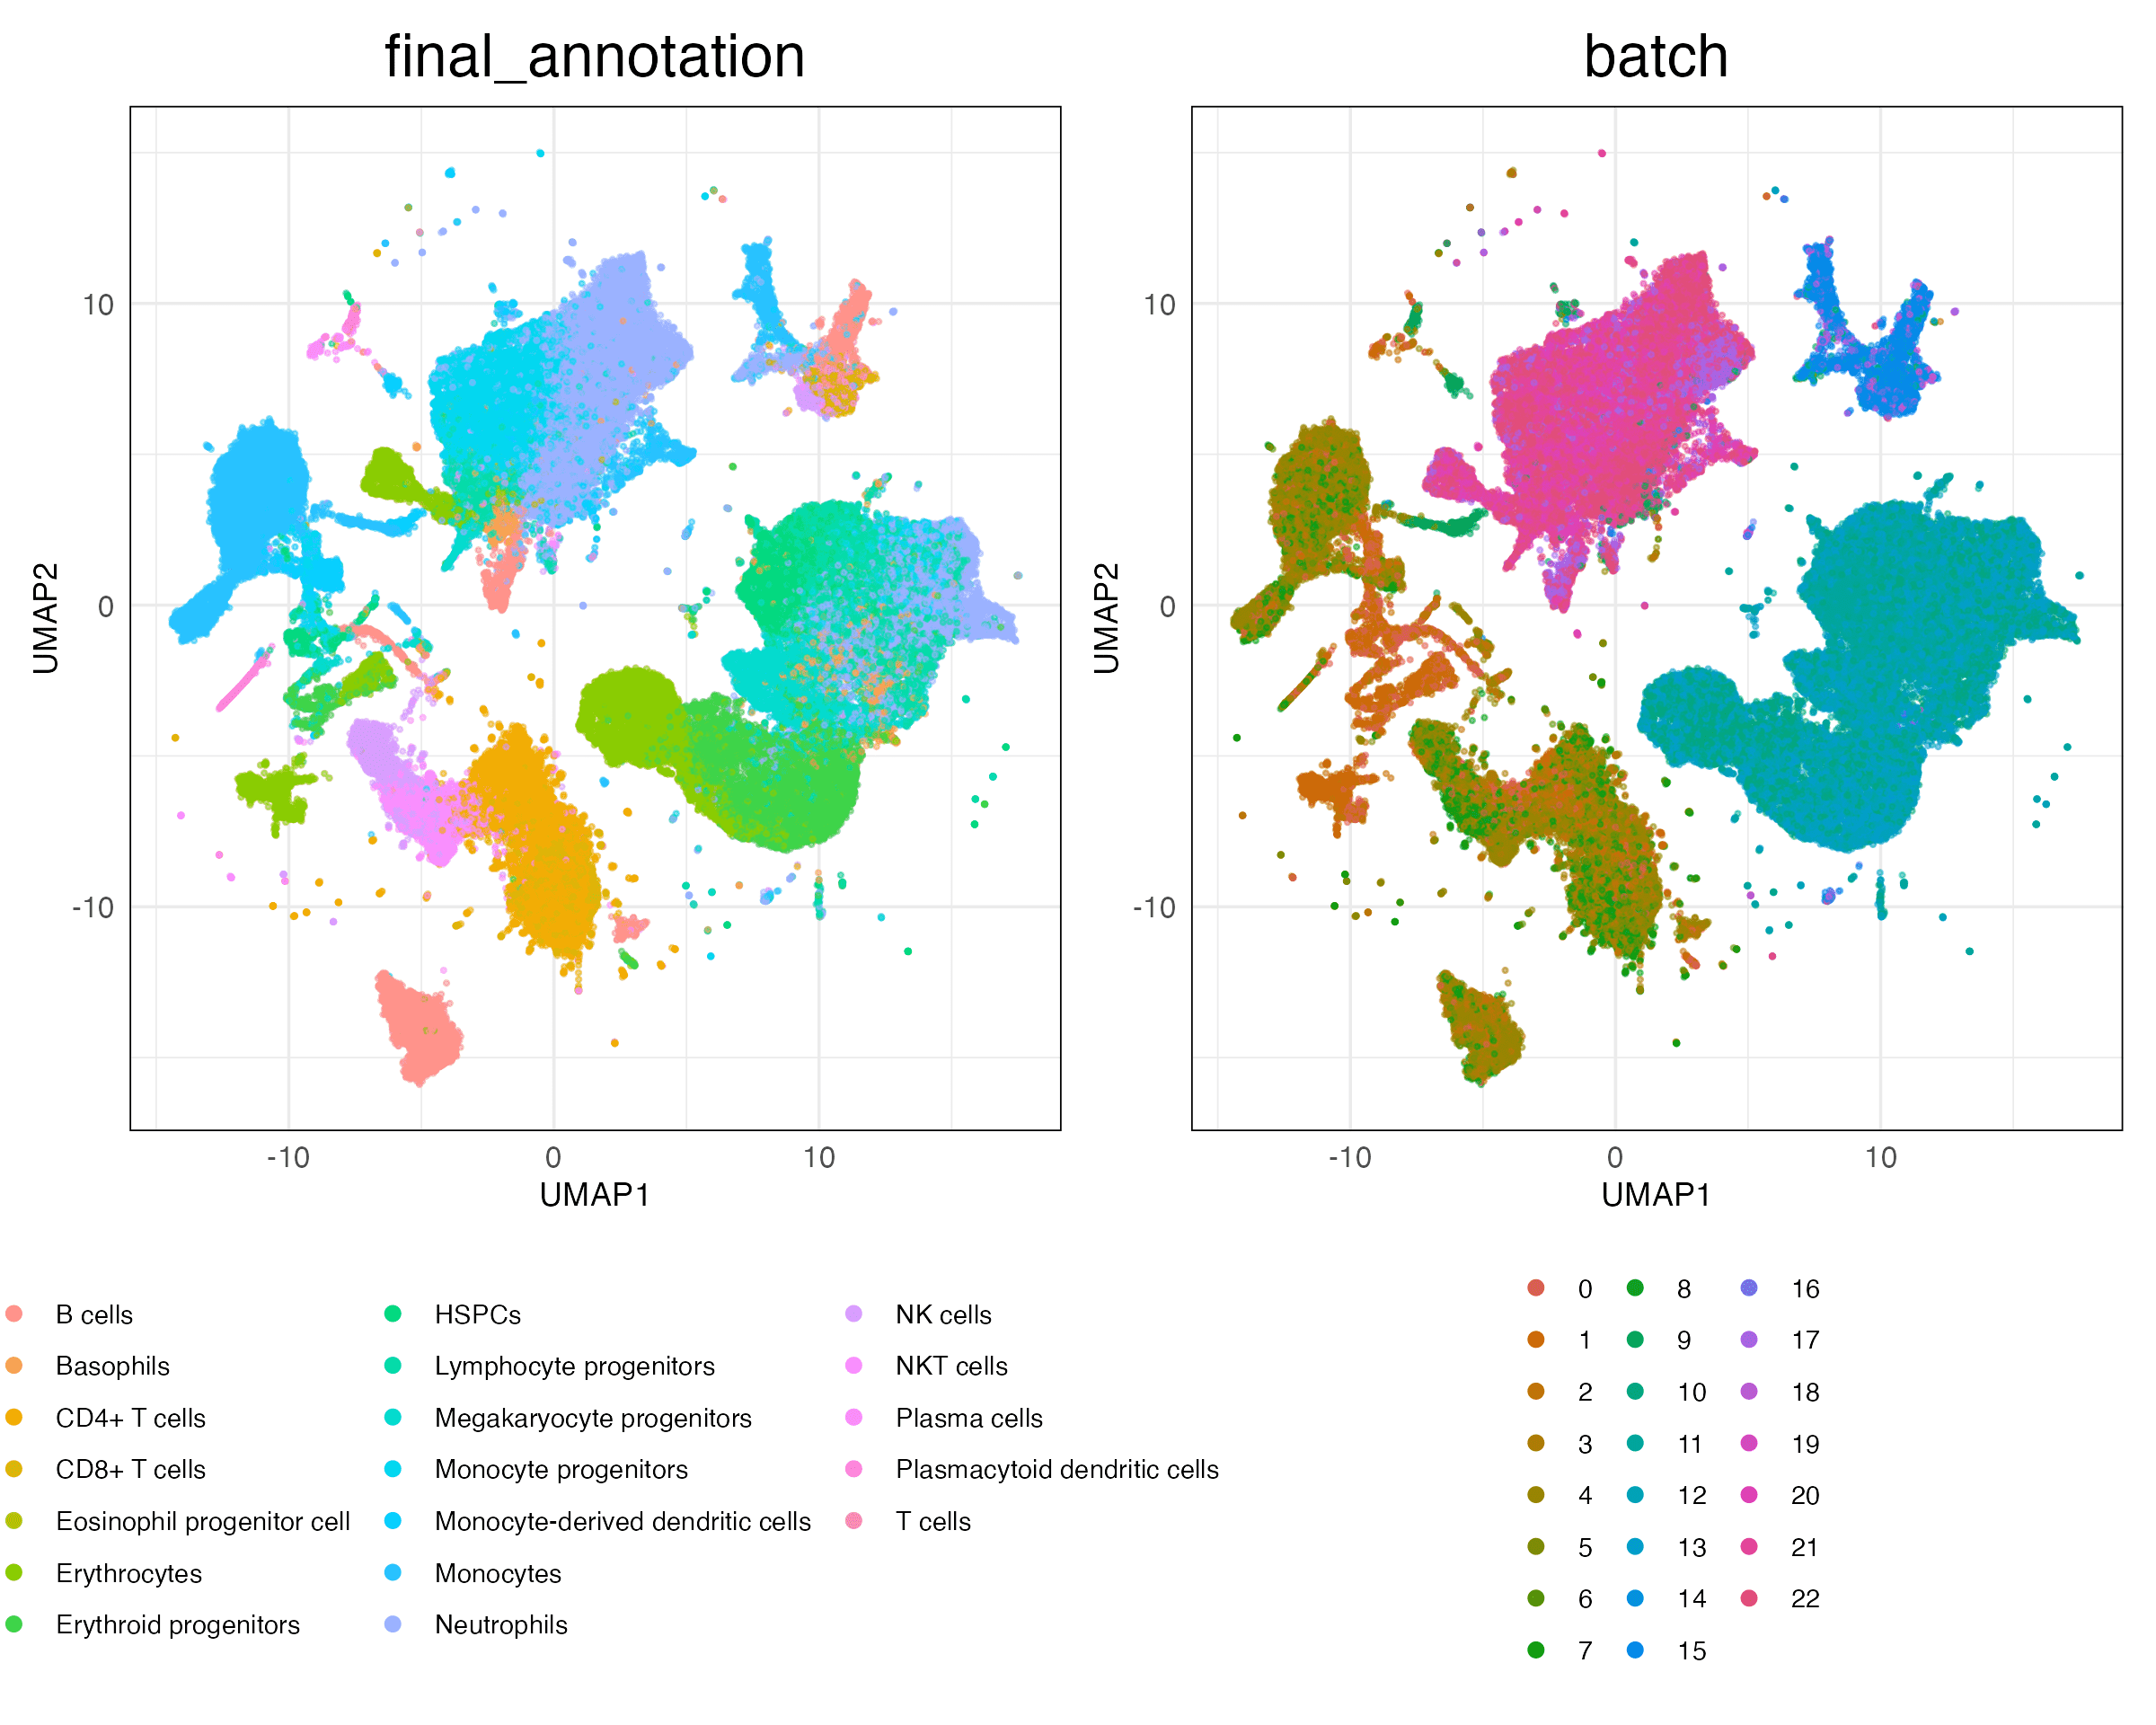 final_annotation
batch
UMAP2
10
0
-10
-10
0
10
UMAP1
UMAP2
10
0
-10
-10
0
10
UMAP1
B cells
Basophils
CD4+ T cells
CD8+ T cells
Eosinophil progenitor cell
Erythrocytes
Erythroid progenitors
HSPCs
Lymphocyte progenitors
Megakaryocyte progenitors
Monocyte progenitors
Monocyte-derived dendritic cells
Monocytes
Neutrophils
NK cells
NKT cells
Plasma cells
Plasmacytoid dendritic cells
T cells
0
1
2
3
4
5
6
7
8
9
10
11
12
13
14
15
16
17
18
19
20
21
22